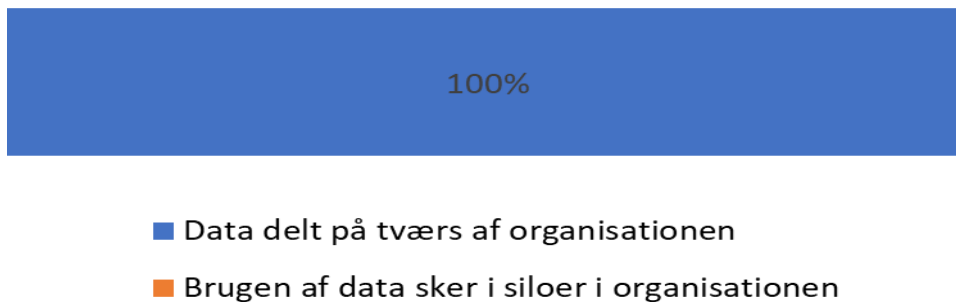 100%
Data delt på tværs af organisationen
Brugen af data sker i siloer i organisationen